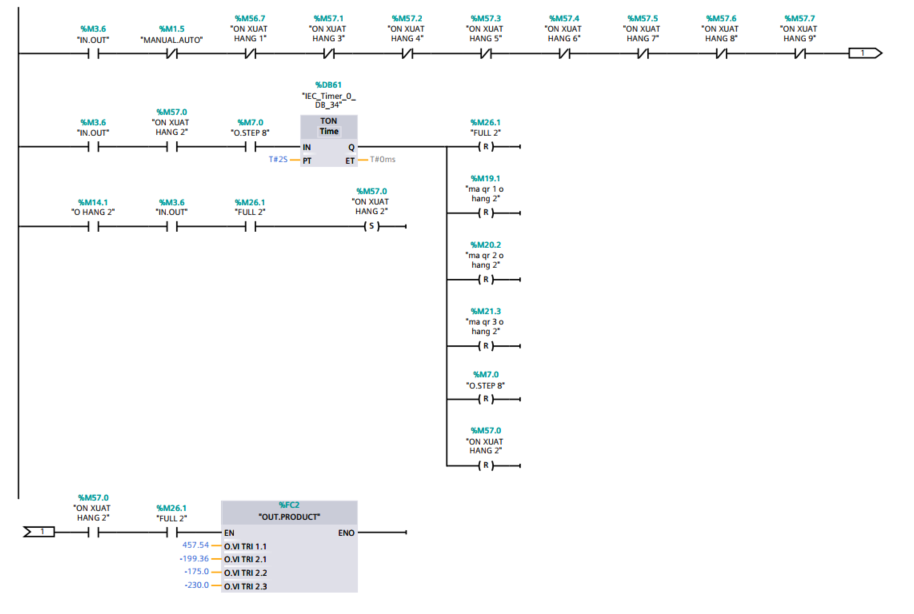 %M3.6
"IN.OUT"
%M1.5
"MANUAL.AUTO"
%M56.7
"ON XUAT
HANG 1"
%M57.1
"ON XUAT
HANG 3"
%M57.2
"ON XUAT
HANG 4"
%M57.3
"ON XUAT
HANG 5"
%M57.4
"ON XUAT
HANG 6"
%M57.5
"ON XUAT
HANG 7"
%M57.6
"ON XUAT
HANG 8"
%M57.7
"ON XUAT
HANG 9"
1
%M3.6
"IN.OUT"
%M57.0
"ON XUAT
HANG 2"
%M7.0
"O.STEP 8"
%DB61
"IEC_Timer_0_
DB_34"
TON
Time
IN Q
T#2S PT ET T#0ms
%M26.1
"FULL 2"
R
%M19.1
"ma qr 1 o
hang 2"
R
%M20.2
"ma qr 2 o
hang 2"
R
%M21.3
"ma qr 3 o
hang 2"
R
%M7.0
"O.STEP 8"
R
%M57.0
"ON XUAT
HANG 2"
R
%M14.1
"O HANG 2"
%M3.6
"IN.OUT"
%M26.1
"FULL 2"
%M57.0
"ON XUAT
HANG 2"
S
1
%M57.0
"ON XUAT
HANG 2"
%M26.1
"FULL 2"
%FC2
"OUT.PRODUCT"
EN ENO
457.54 O.VI TRI 1.1
-199.36 O.VI TRI 2.1
-175.0 O.VI TRI 2.2
-230.0 O.VI TRI 2.3